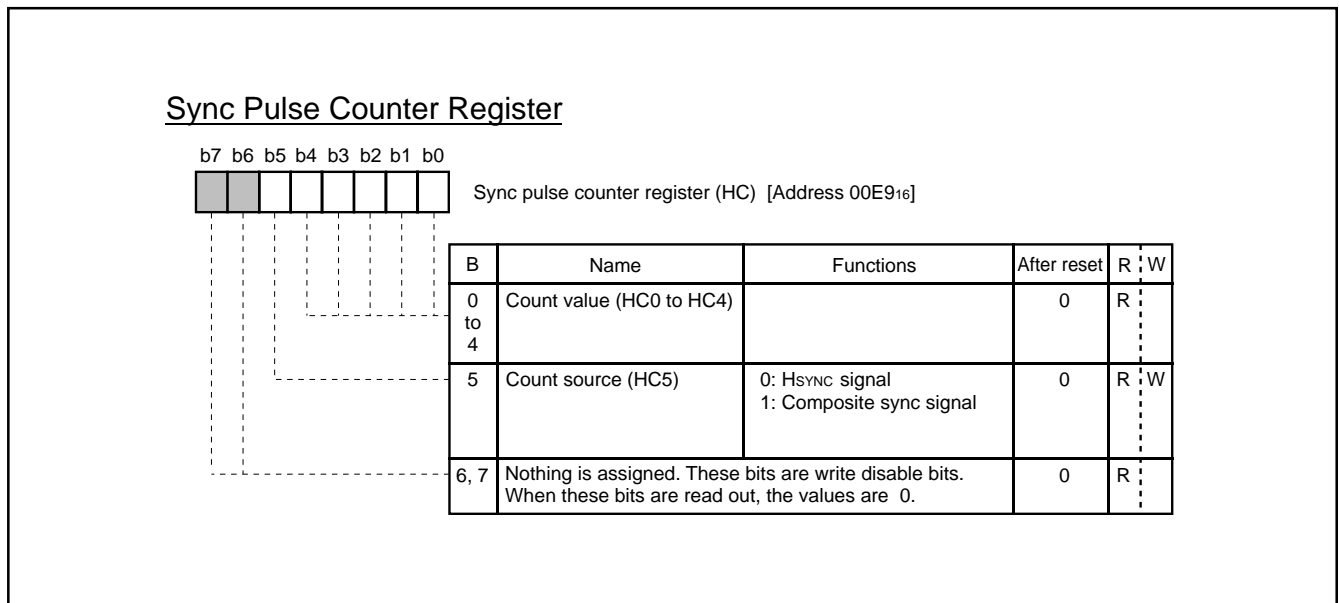 Sync Pulse Counter Register
b7 b6 b5 b4 b3 b2 b1 b0
Sync pulse counter register (HC) [Address 00E916]
B Name Functions After reset R W
0 Count value (HC0 to HC4) 0 R
to
4
5 Count source (HC5) 0: HSYNC signal 0 R W
1: Composite sync signal
6, 7 Nothing is assigned. These bits are write disable bits. 0 R
When these bits are read out, the values are 0.